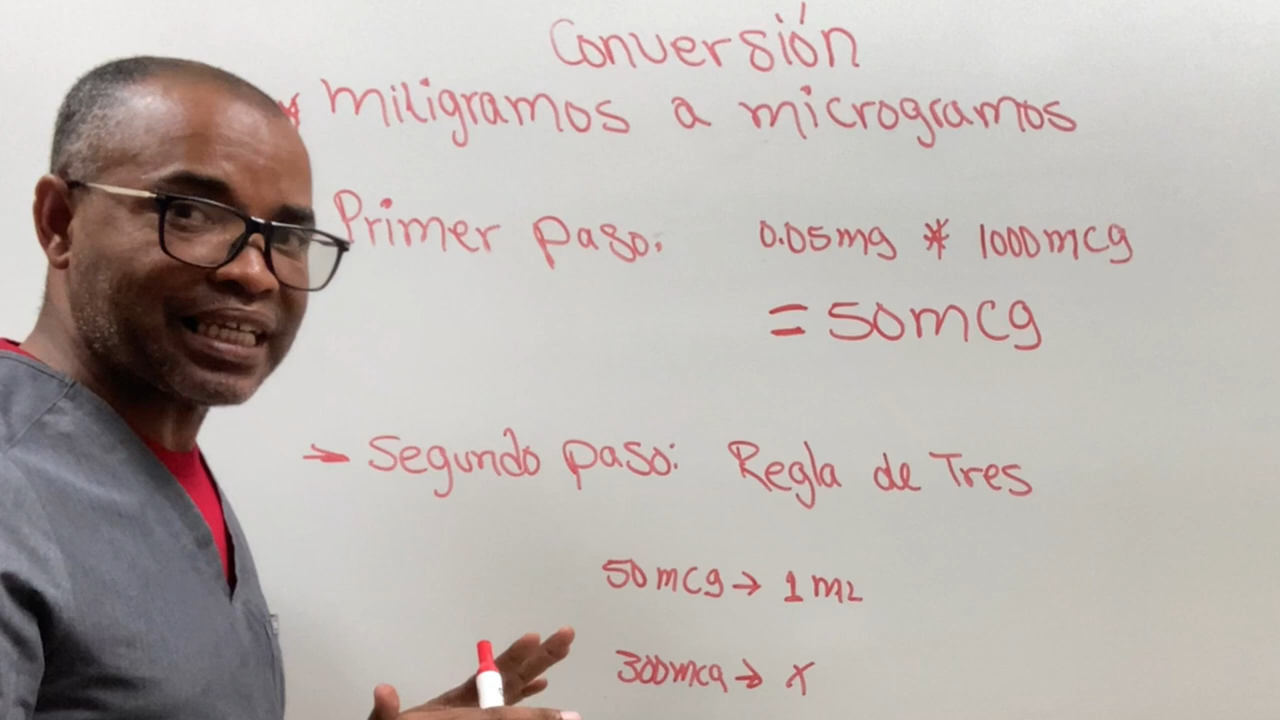 Conversión
* miligramos a microgramos
Primer paso: 0.05mg * 1000mcg
= 50mcg
→ Segundo paso: Regla de Tres
50mcg → 1mL
300mcg → x